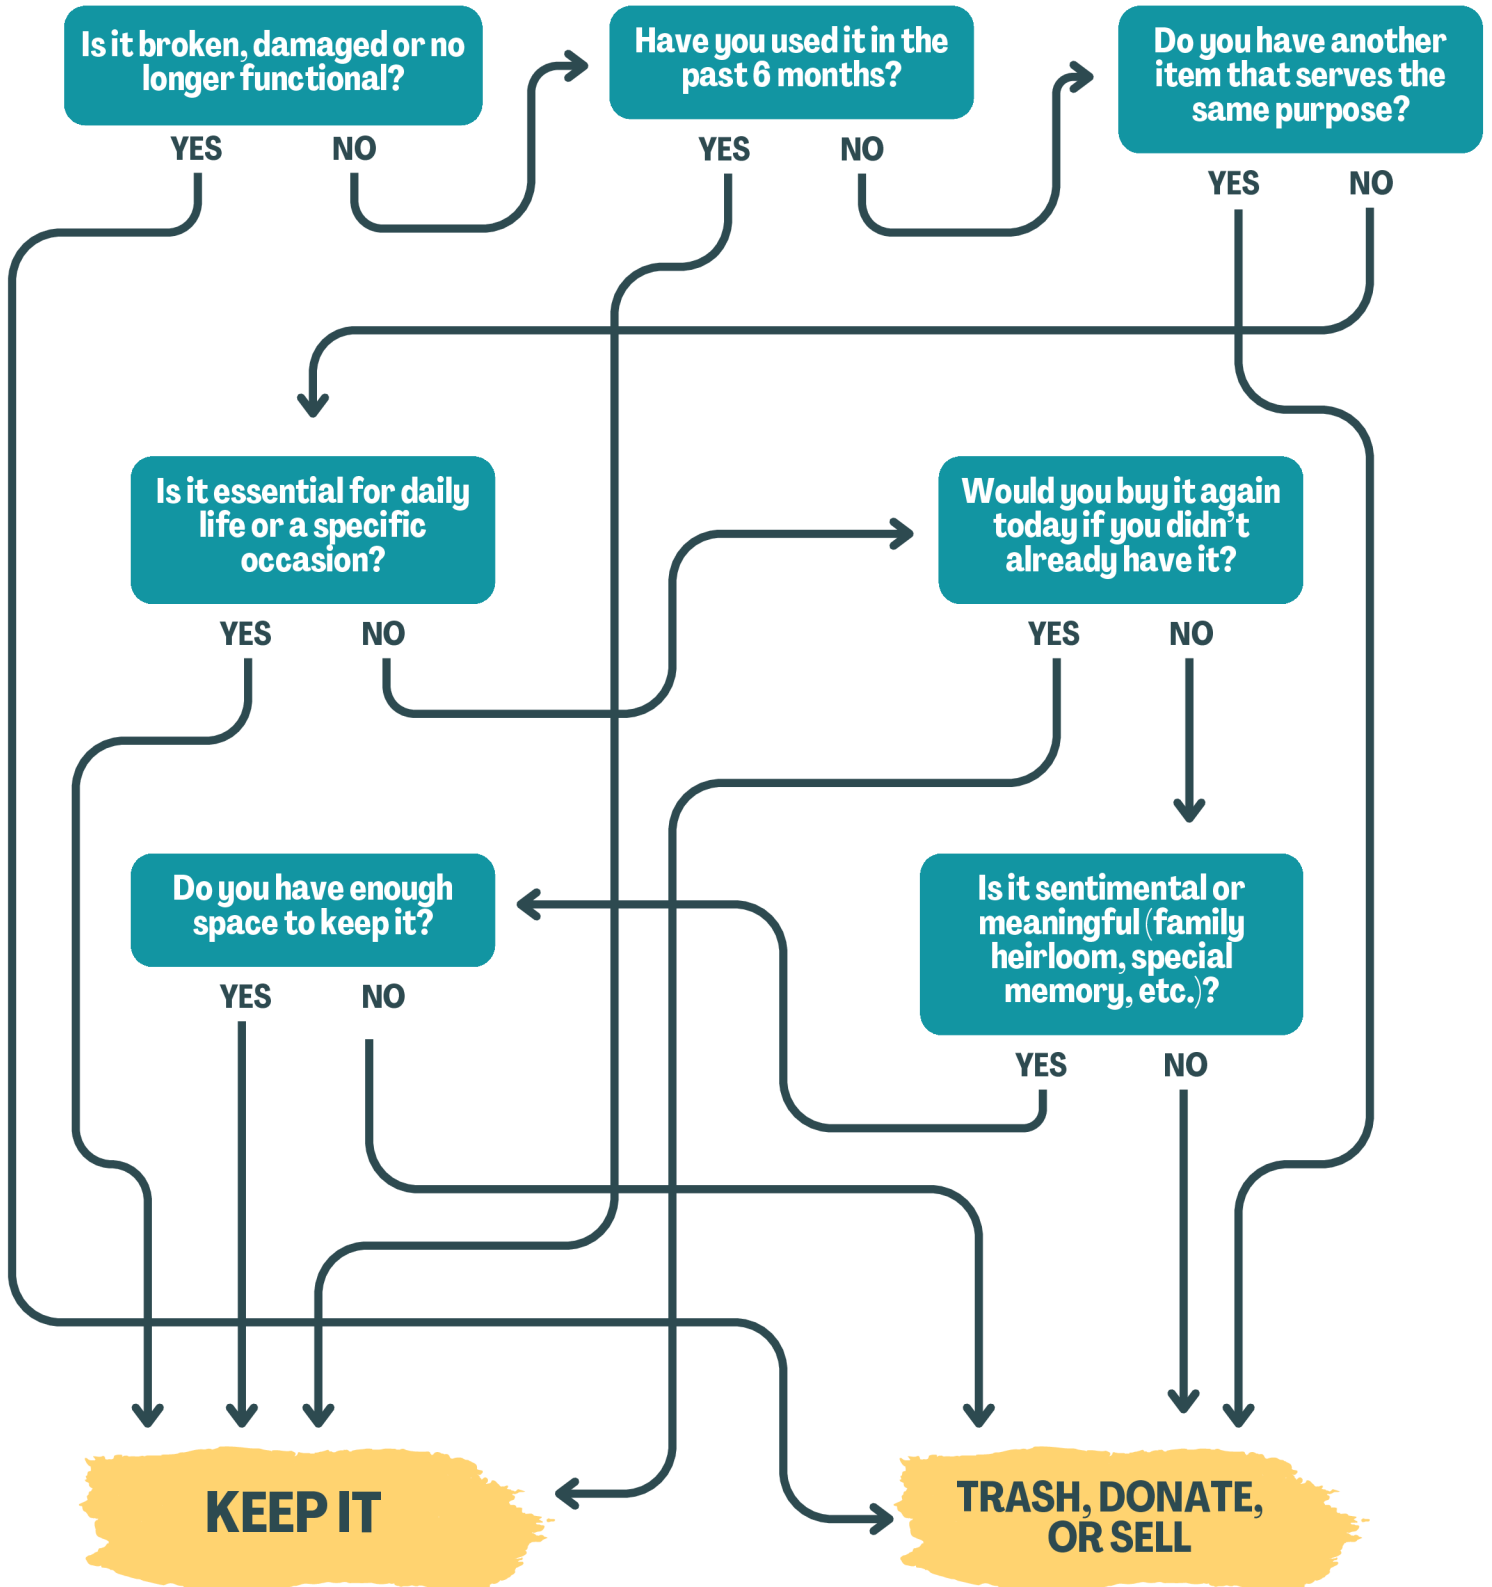 Is it broken, damaged or no
longer functional?
YES
NO
Have you used it in the
past 6 months?
YES
NO
Do you have another
item that serves the
same purpose?
YES
NO
Is it essential for daily
life or a specific
occasion?
YES
NO
Would you buy it again
today if you didn't
already have it?
YES
NO
Do you have enough
space to keep it?
YES
NO
Is it sentimental or
meaningful (family
heirloom, special
memory, etc.)?
YES
NO
KEEP IT
TRASH, DONATE,
OR SELL